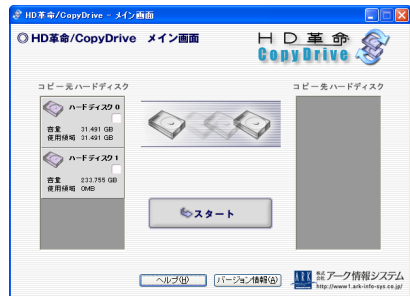 HD革命/CopyDrive - メイン画面
◎HD革命/CopyDrive メイン画面
HD革命
CopyDrive
コピー元ハードディスク
コピー先ハードディスク
ハードディスク 0
容量 31.491 GB
使用領域 31.491 GB
ハードディスク 1
容量 233.755 GB
使用領域 0MB
スタート
ヘルプ(H)
バージョン情報(A)
ARK 株式会社 アーク情報システム
http://www1.ark-info-sys.co.jp/